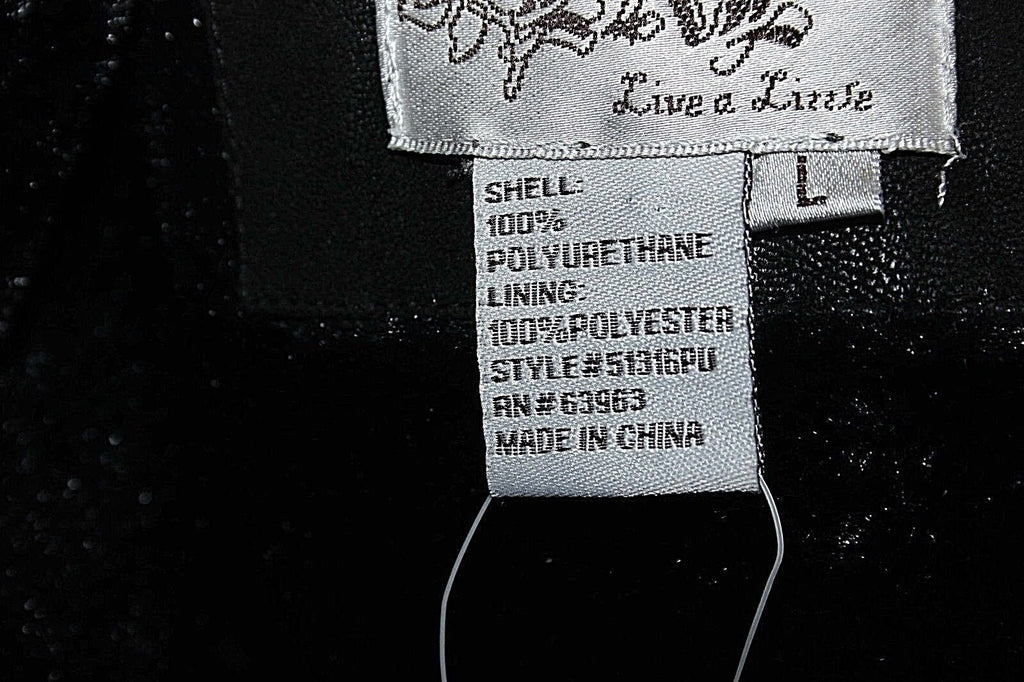 Live a Little
L
SHELL:
100%
POLYURETHANE
LINING:
100%POLYESTER
STYLE#51316PU
RN#63963
MADE IN CHINA